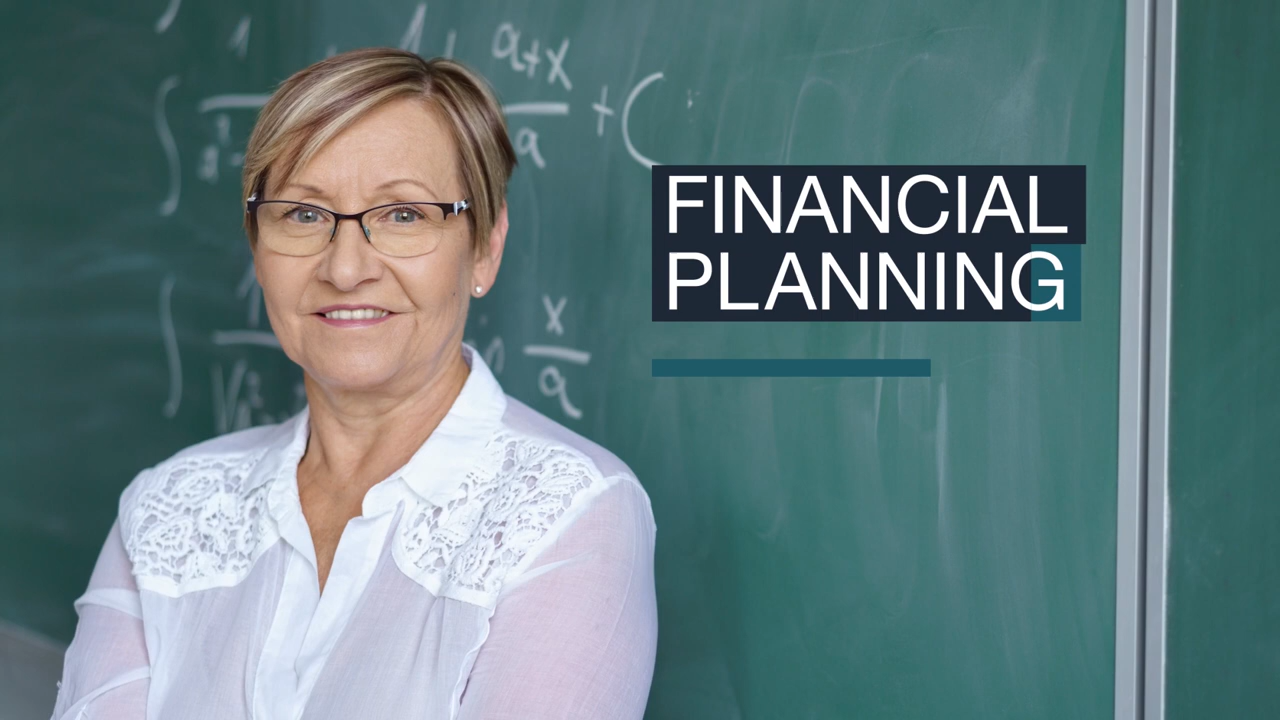 a+x
a
+ C
FINANCIAL
PLANNING
x
a